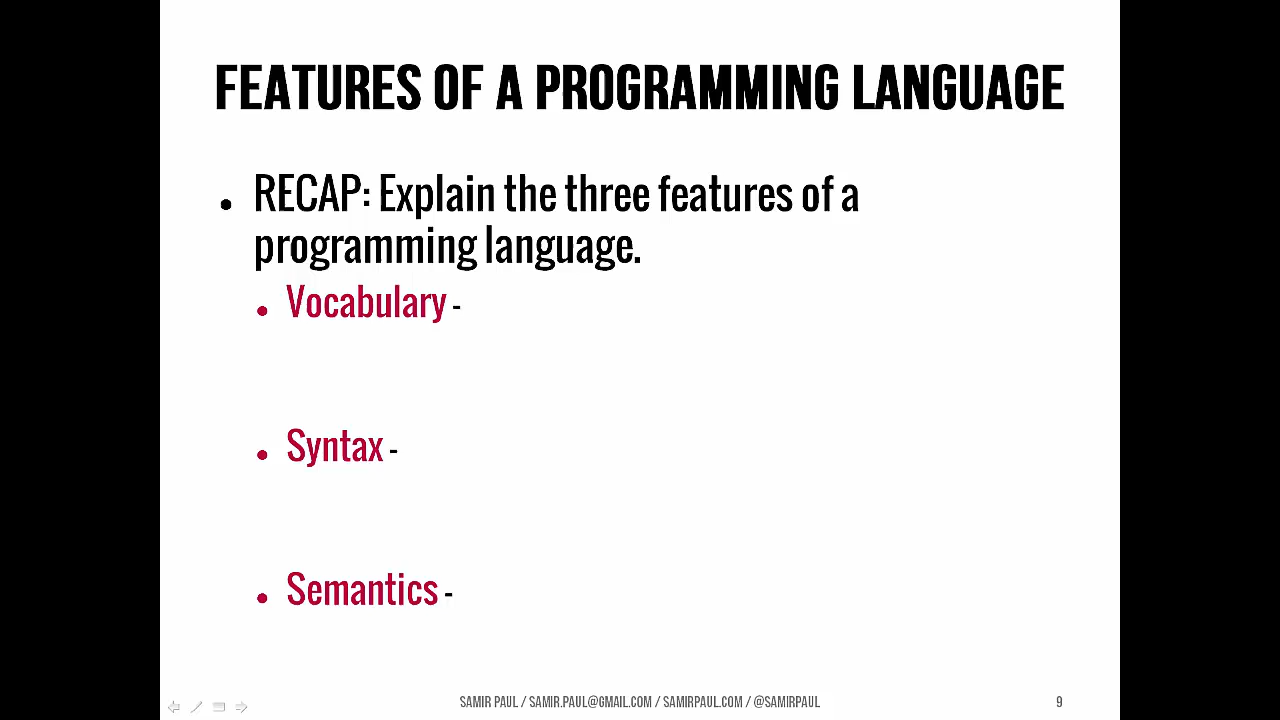 FEATURES OF A PROGRAMMING LANGUAGE
• RECAP: Explain the three features of a
programming language.
• Vocabulary -
• Syntax -
• Semantics -
SAMIR PAUL / SAMIR.PAUL@GMAIL.COM / SAMIRPAUL.COM / @SAMIRPAUL
9